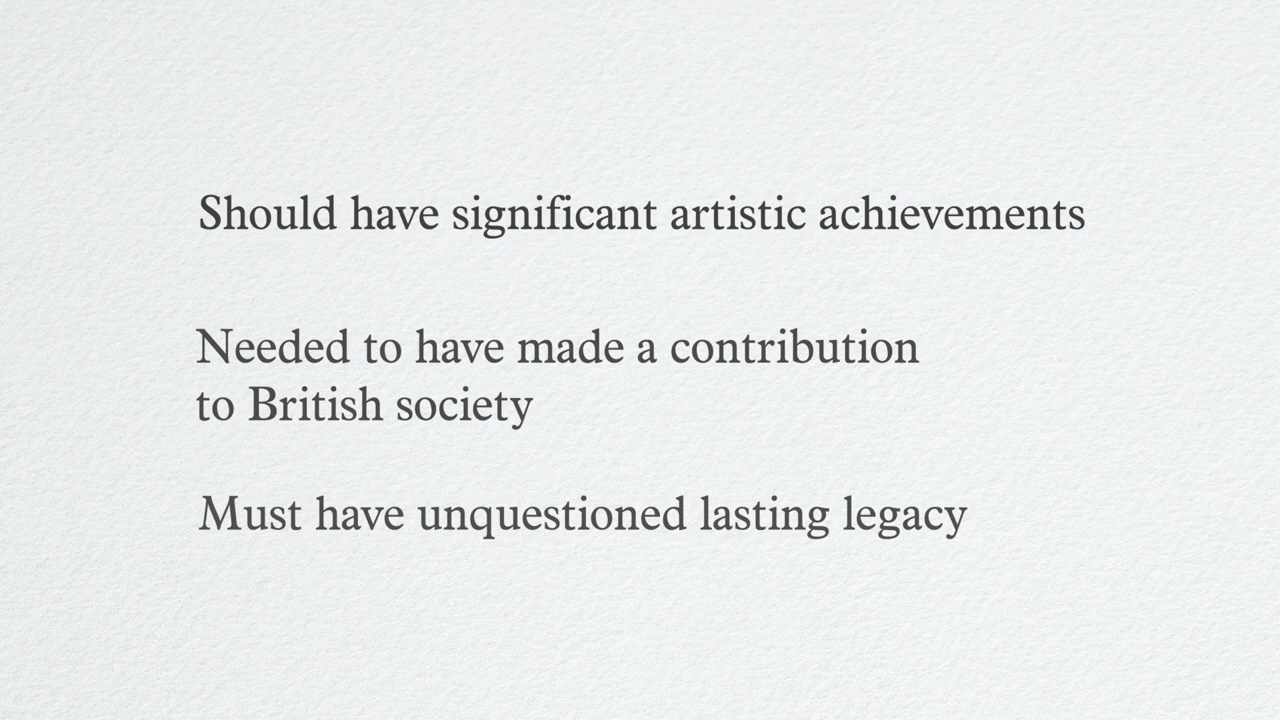 Should have significant artistic achievements
Needed to have made a contribution
to British society
Must have unquestioned lasting legacy